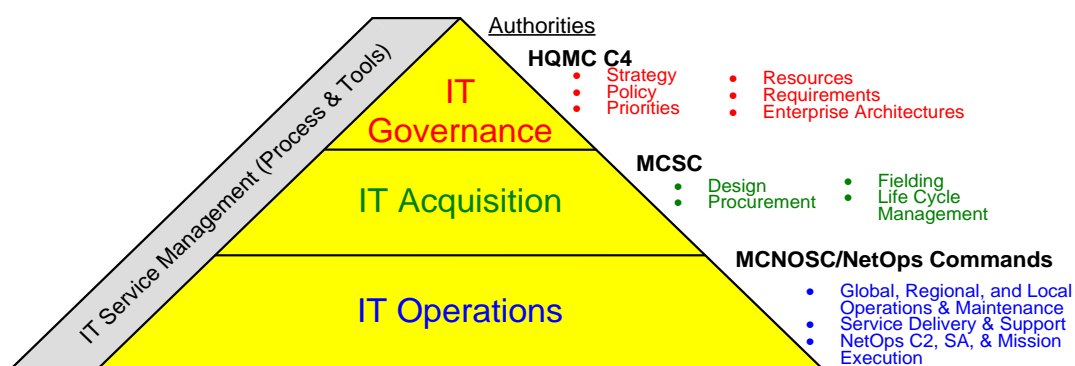 Authorities
HQMC C4
• Strategy
• Policy
• Priorities
• Resources
• Requirements
• Enterprise Architectures
IT
Governance
IT Service Management (Process & Tools)
MCSC
• Design
• Procurement
• Fielding
• Life Cycle
Management
IT Acquisition
MCNOSC/NetOps Commands
• Global, Regional, and Local
Operations & Maintenance
• Service Delivery & Support
• NetOps C2, SA, & Mission
Execution
IT Operations